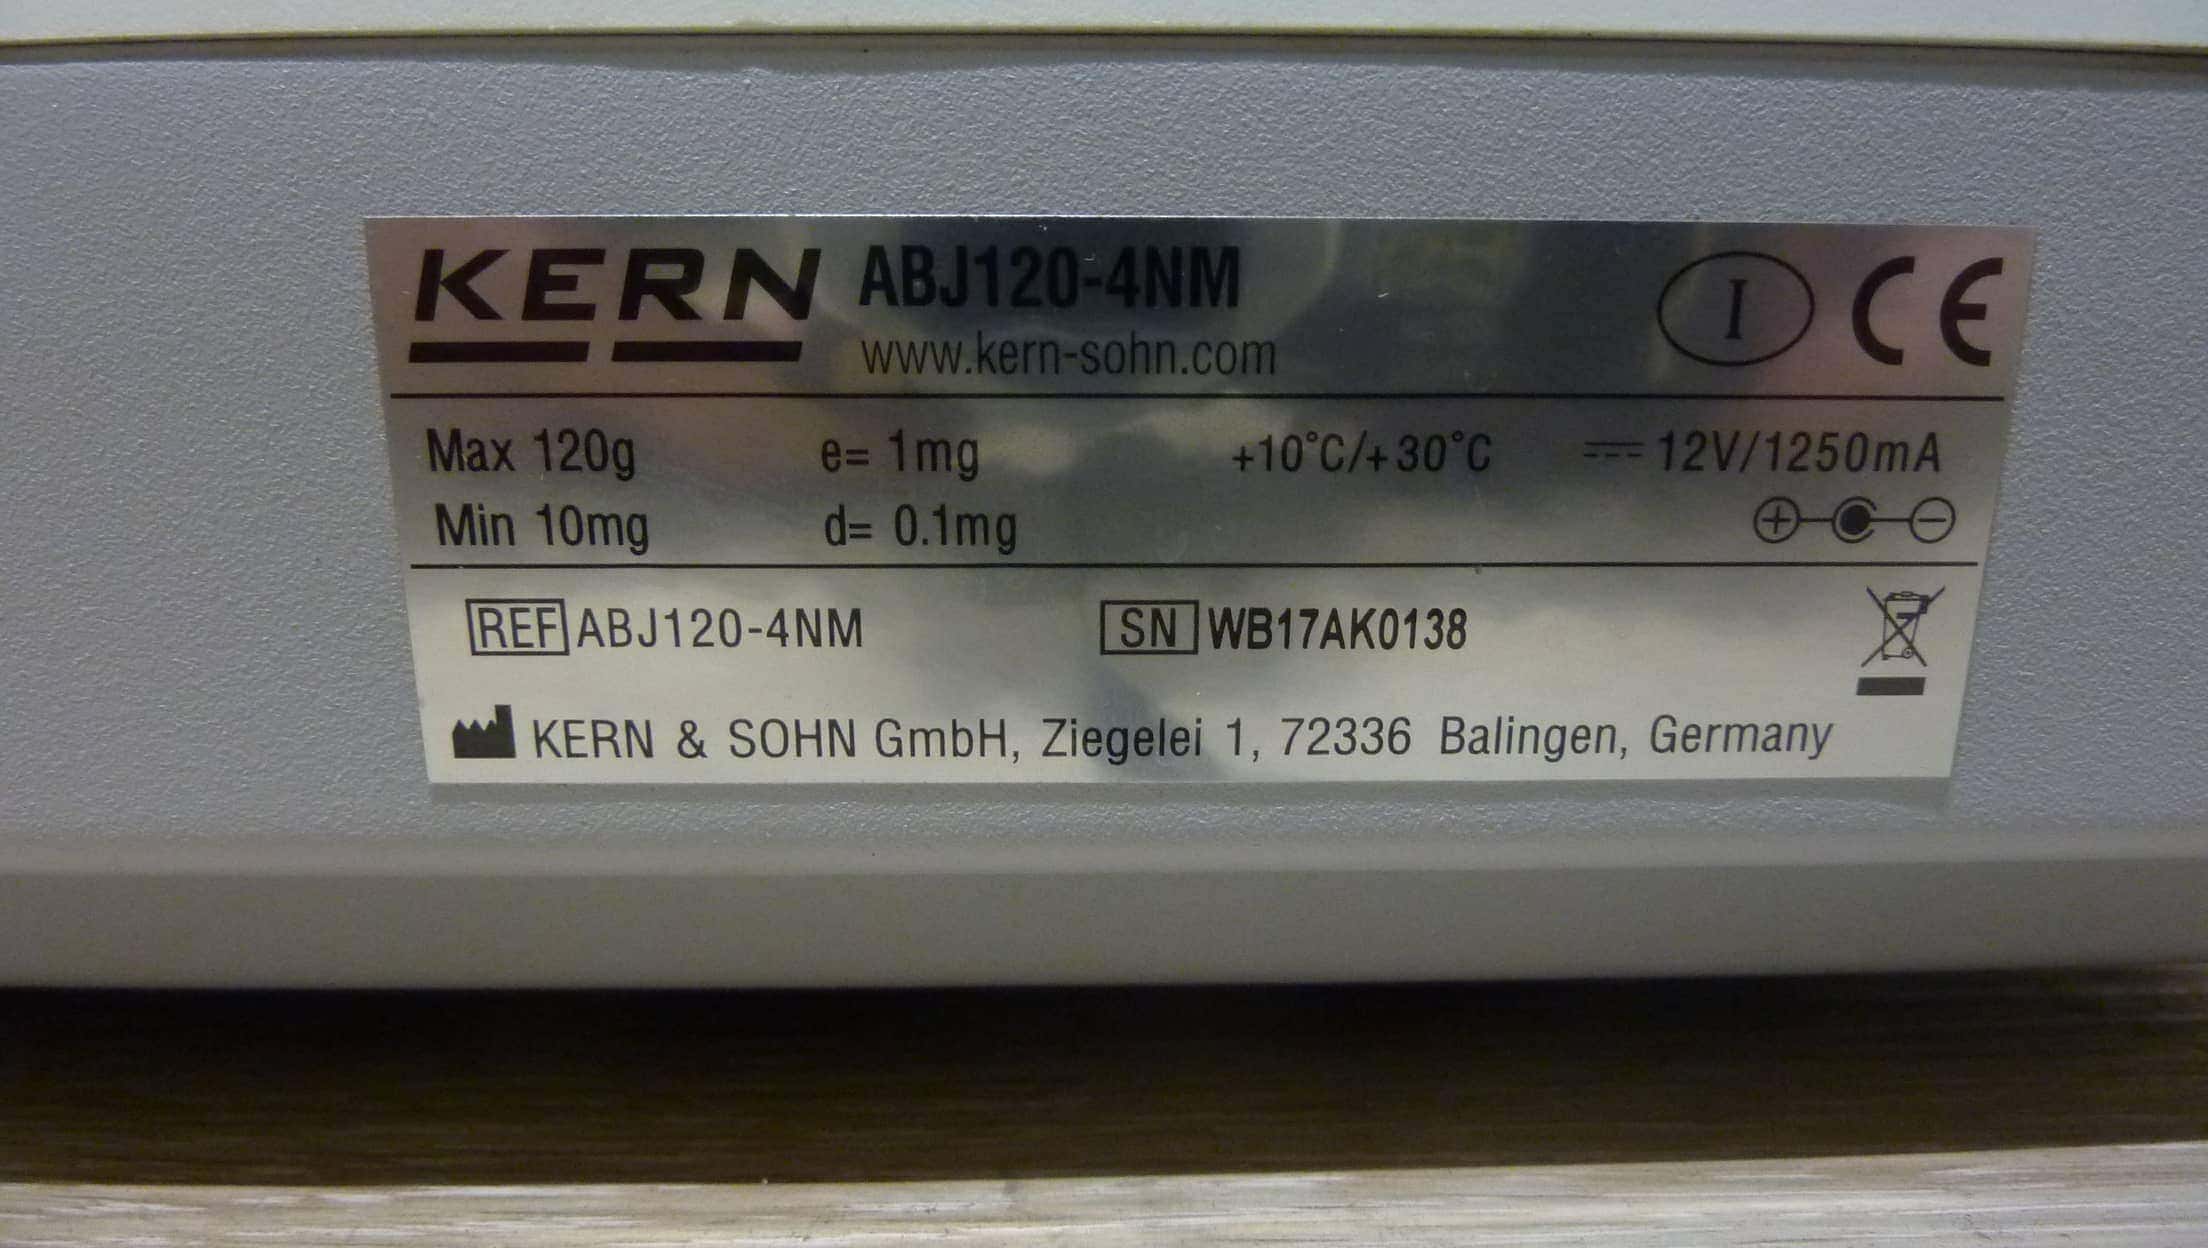 KERN ABJ120-4NM I CE
www.kern-sohn.com
Max 120g e= 1mg +10°C/+30°C 12V/1250mA
Min 10mg d= 0.1mg
REF ABJ120-4NM SN WB17AK0138
KERN & SOHN GmbH, Ziegelei 1, 72336 Balingen, Germany